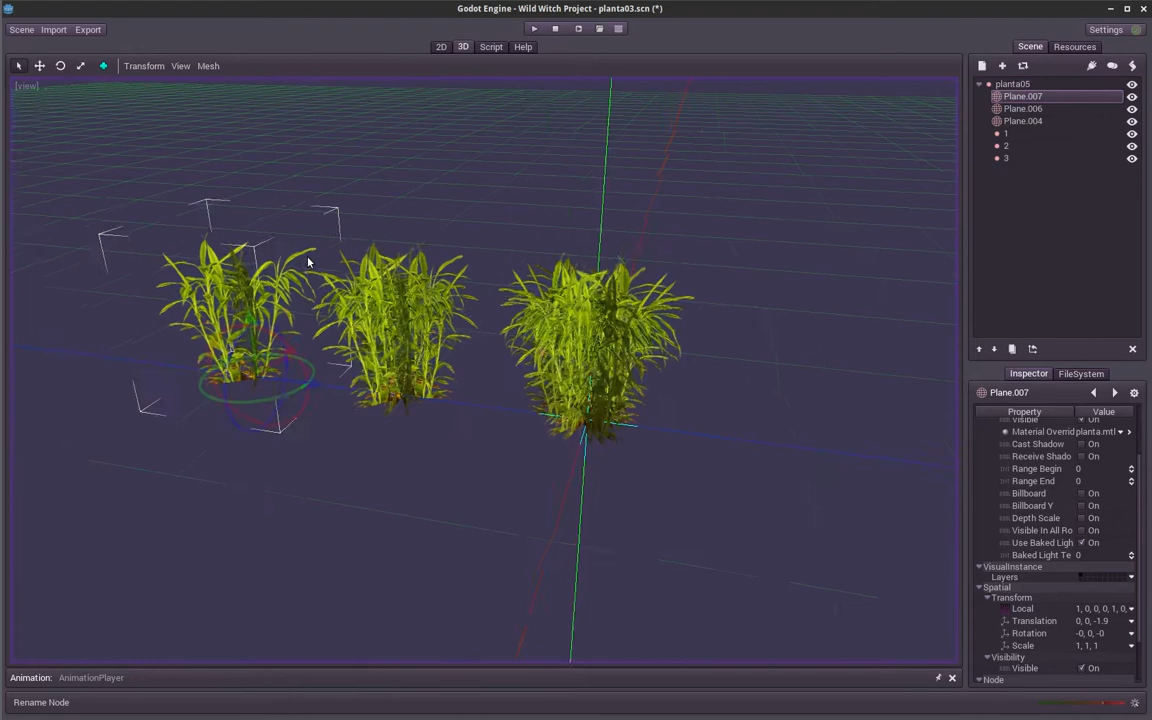 Godot Engine - Wild Witch Project - planta03.scn (*)
Scene Import Export
Settings
2D 3D Script Help
Scene Resources
Transform View Mesh
[view]
planta05
Plane.007
Plane.006
Plane.004
1
2
3
Inspector FileSystem
Plane.007
Property Value
Visible On
Material Overrid planta.mtl
Cast Shadow On
Receive Shado On
Range Begin 0
Range End 0
Billboard On
Billboard Y On
Depth Scale On
Visible In All Ro On
Use Baked Ligh On
Baked Light Te 0
VisualInstance
Layers
Spatial
Transform
Local 1, 0, 0, 0, 1, 0,
Translation 0, 0, -1.9
Rotation -0, 0, -0
Scale 1, 1, 1
Visibility
Visible On
Node
Animation: AnimationPlayer
Rename Node